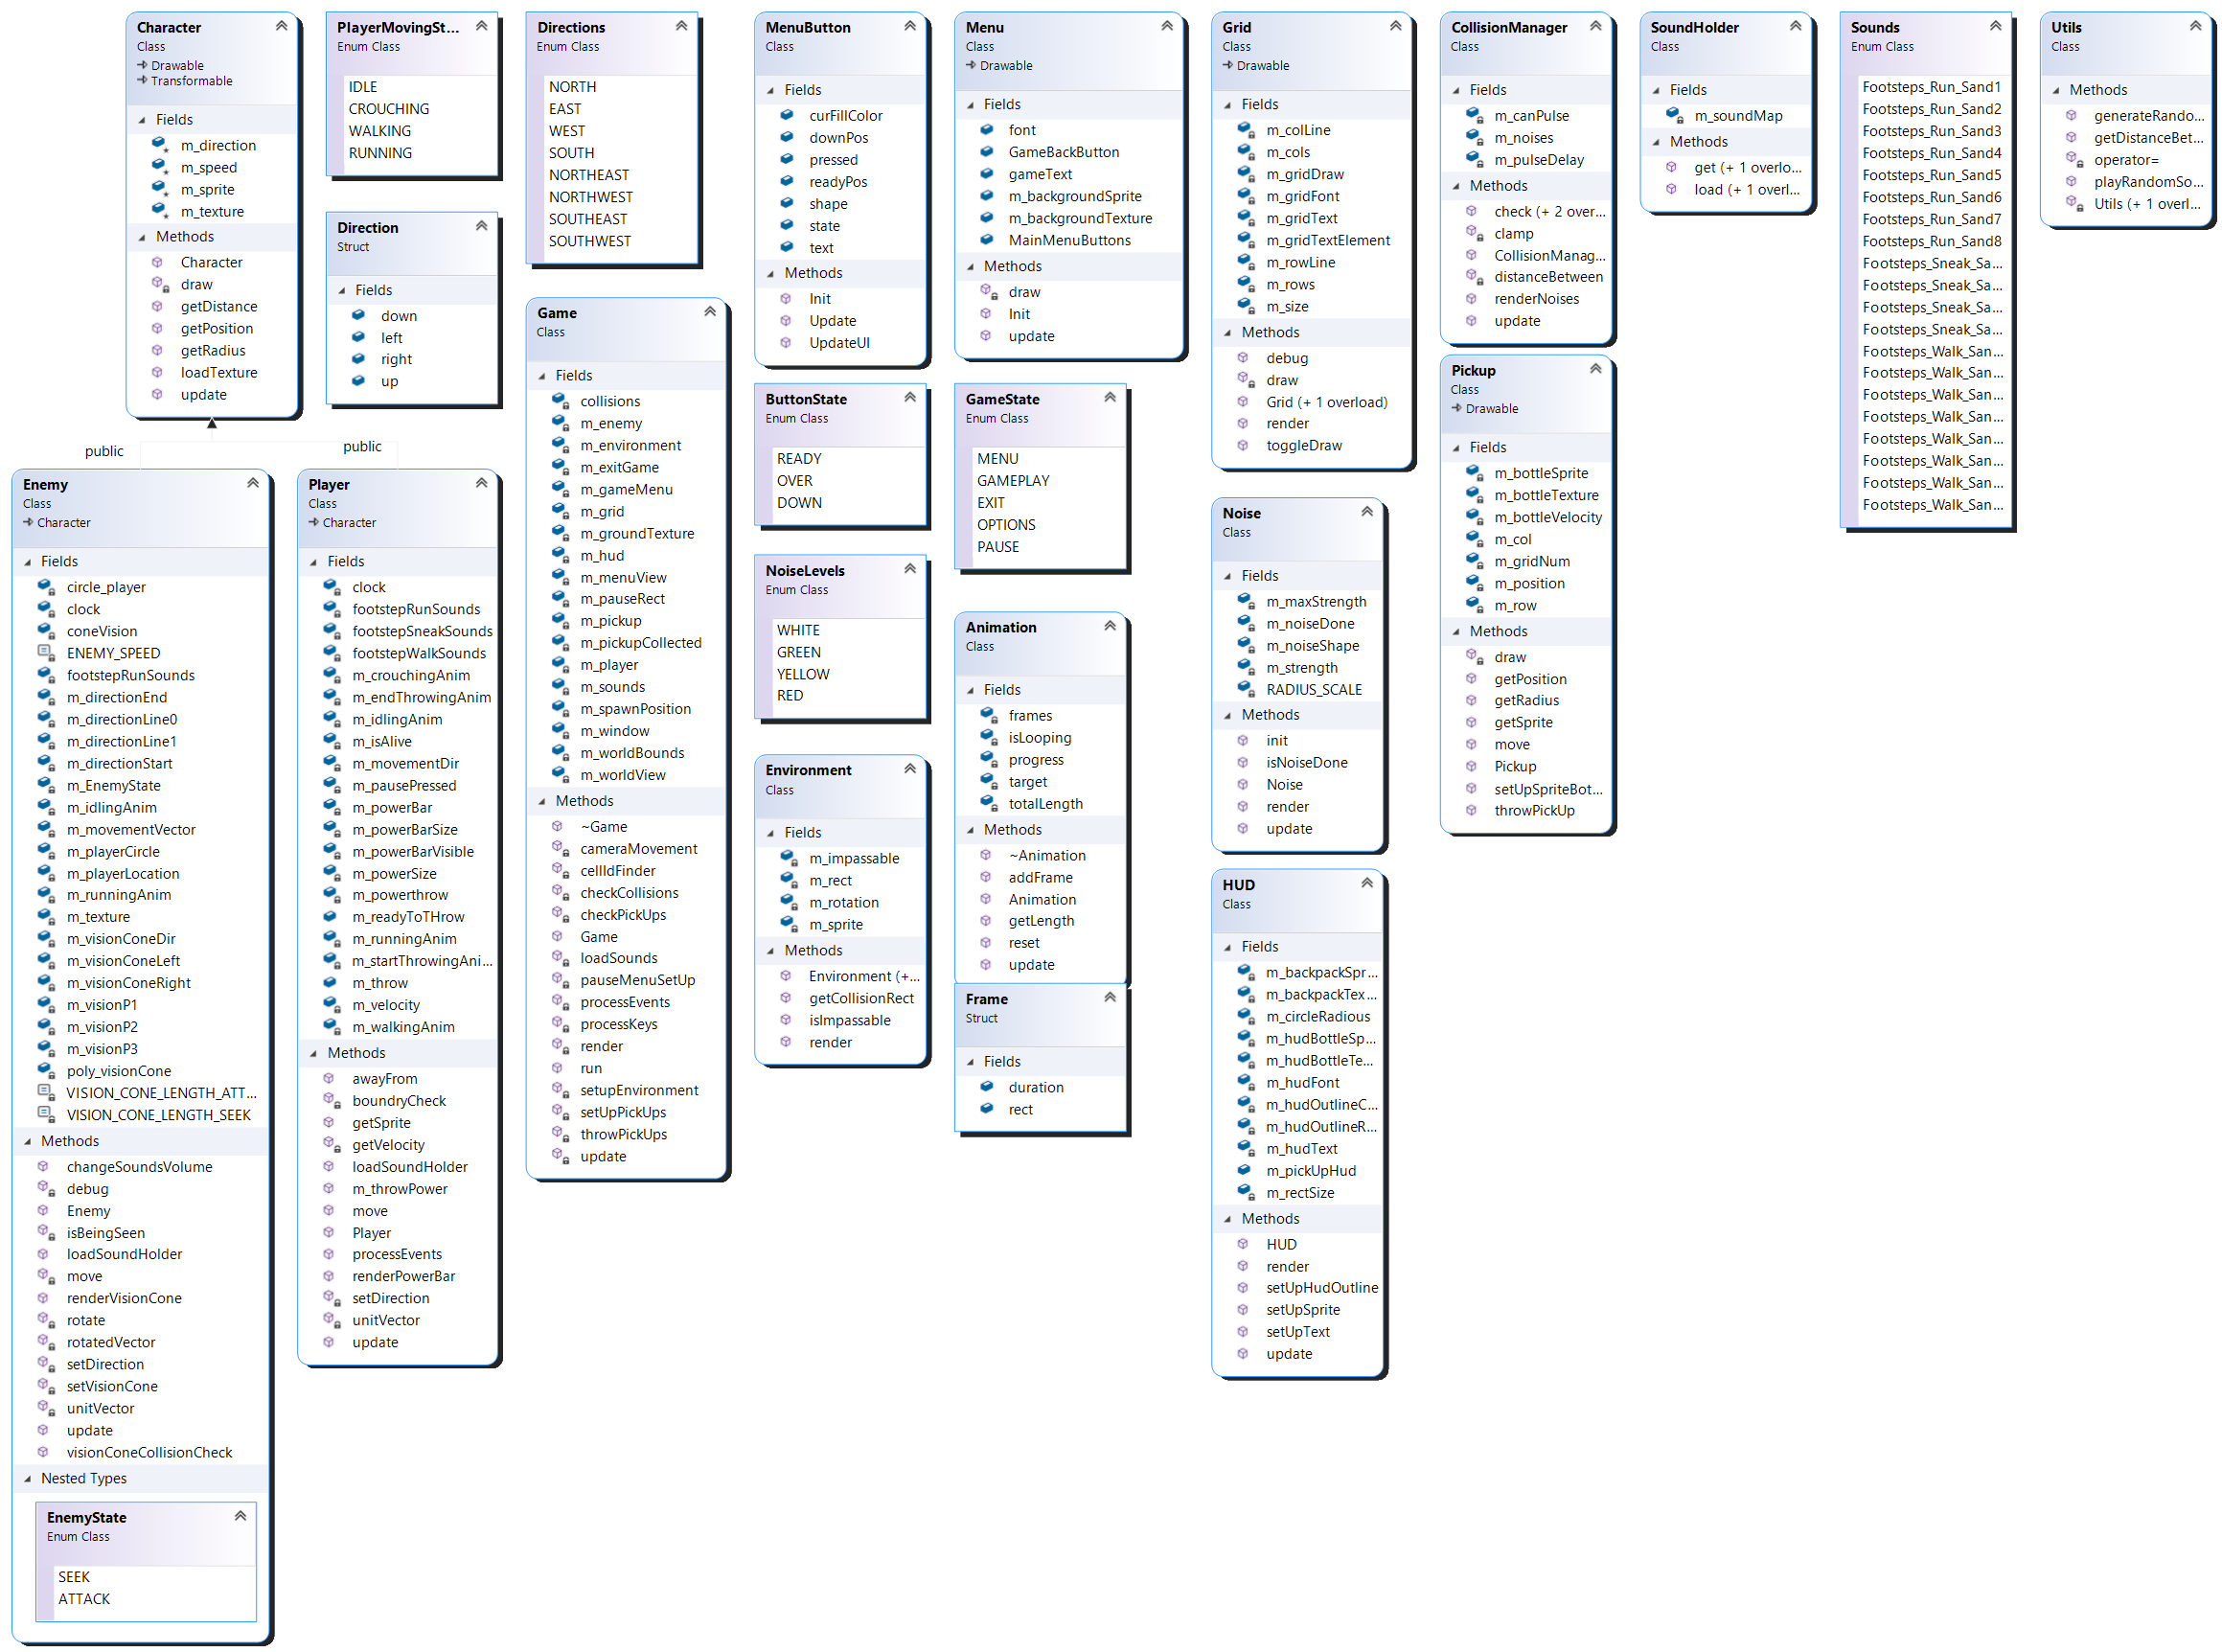 Character
Class
Drawable
Transformable
Fields
m_direction
m_speed
m_sprite
m_texture
Methods
Character
draw
getDistance
getPosition
getRadius
loadTexture
update
public
public
Enemy
Class
Character
Fields
circle_player
clock
coneVision
ENEMY_SPEED
footstepRunSounds
m_directionEnd
m_directionLine0
m_directionLine1
m_directionStart
m_EnemyState
m_idlingAnim
m_movementVector
m_playerCircle
m_playerLocation
m_runningAnim
m_texture
m_visionConeDir
m_visionConeLeft
m_visionConeRight
m_visionP1
m_visionP2
m_visionP3
poly_visionCone
VISION_CONE_LENGTH_ATT...
VISION_CONE_LENGTH_SEEK
Methods
changeSoundsVolume
debug
Enemy
isBeingSeen
loadSoundHolder
move
renderVisionCone
rotate
rotatedVector
setDirection
setVisionCone
unitVector
update
visionConeCollisionCheck
Nested Types
EnemyState
Enum Class
SEEK
ATTACK
PlayerMovingSt...
Enum Class
IDLE
CROUCHING
WALKING
RUNNING
Direction
Struct
Fields
down
left
right
up
Player
Class
Character
Fields
clock
footstepRunSounds
footstepSneakSounds
footstepWalkSounds
m_crouchingAnim
m_endThrowingAnim
m_idlingAnim
m_isAlive
m_movementDir
m_pausePressed
m_powerBar
m_powerBarSize
m_powerBarVisible
m_powerSize
m_powerthrow
m_readyToTHrow
m_runningAnim
m_startThrowingAni...
m_throw
m_velocity
m_walkingAnim
Methods
awayFrom
boundryCheck
getSprite
getVelocity
loadSoundHolder
m_throwPower
move
Player
processEvents
renderPowerBar
setDirection
unitVector
update
Directions
Enum Class
NORTH
EAST
WEST
SOUTH
NORTHEAST
NORTHWEST
SOUTHEAST
SOUTHWEST
Game
Class
Fields
collisions
m_enemy
m_environment
m_exitGame
m_gameMenu
m_grid
m_groundTexture
m_hud
m_menuView
m_pauseRect
m_pickup
m_pickupCollected
m_player
m_sounds
m_spawnPosition
m_window
m_worldBounds
m_worldView
Methods
~Game
cameraMovement
cellIdFinder
checkCollisions
checkPickUps
Game
loadSounds
pauseMenuSetUp
processEvents
processKeys
render
run
setupEnvironment
setUpPickUps
throwPickUps
update
MenuButton
Class
Fields
curFillColor
downPos
pressed
readyPos
shape
state
text
Methods
Init
Update
UpdateUI
ButtonState
Enum Class
READY
OVER
DOWN
NoiseLevels
Enum Class
WHITE
GREEN
YELLOW
RED
Environment
Class
Fields
m_impassable
m_rect
m_rotation
m_sprite
Methods
Environment (+...
getCollisionRect
isImpassable
render
Menu
Class
Drawable
Fields
font
GameBackButton
gameText
m_backgroundSprite
m_backgroundTexture
MainMenuButtons
Methods
draw
Init
update
GameState
Enum Class
MENU
GAMEPLAY
EXIT
OPTIONS
PAUSE
Animation
Class
Fields
frames
isLooping
progress
target
totalLength
Methods
~Animation
addFrame
Animation
getLength
reset
update
Frame
Struct
Fields
duration
rect
Grid
Class
Drawable
Fields
m_colLine
m_cols
m_gridDraw
m_gridFont
m_gridText
m_gridTextElement
m_rowLine
m_rows
m_size
Methods
debug
draw
Grid (+ 1 overload)
render
toggleDraw
Noise
Class
Fields
m_maxStrength
m_noiseDone
m_noiseShape
m_strength
RADIUS_SCALE
Methods
init
isNoiseDone
Noise
render
update
HUD
Class
Fields
m_backpackSpr...
m_backpackTex...
m_circleRadious
m_hudBottleSp...
m_hudBottleTe...
m_hudFont
m_hudOutlineC...
m_hudOutlineR...
m_hudText
m_pickUpHud
m_rectSize
Methods
HUD
render
setUpHudOutline
setUpSprite
setUpText
update
CollisionManager
Class
Fields
m_canPulse
m_noises
m_pulseDelay
Methods
check (+ 2 over...
clamp
CollisionManag...
distanceBetween
renderNoises
update
Pickup
Class
Drawable
Fields
m_bottleSprite
m_bottleTexture
m_bottleVelocity
m_col
m_gridNum
m_position
m_row
Methods
draw
getPosition
getRadius
getSprite
move
Pickup
setUpSpriteBot...
throwPickUp
SoundHolder
Class
Fields
m_soundMap
Methods
get (+ 1 overlo...
load (+ 1 overl...
Sounds
Enum Class
Footsteps_Run_Sand1
Footsteps_Run_Sand2
Footsteps_Run_Sand3
Footsteps_Run_Sand4
Footsteps_Run_Sand5
Footsteps_Run_Sand6
Footsteps_Run_Sand7
Footsteps_Run_Sand8
Footsteps_Sneak_Sa...
Footsteps_Sneak_Sa...
Footsteps_Sneak_Sa...
Footsteps_Sneak_Sa...
Footsteps_Walk_San...
Footsteps_Walk_San...
Footsteps_Walk_San...
Footsteps_Walk_San...
Footsteps_Walk_San...
Footsteps_Walk_San...
Footsteps_Walk_San...
Footsteps_Walk_San...
Utils
Class
Methods
generateRando...
getDistanceBet...
operator=
playRandomSo...
Utils (+ 1 overl...